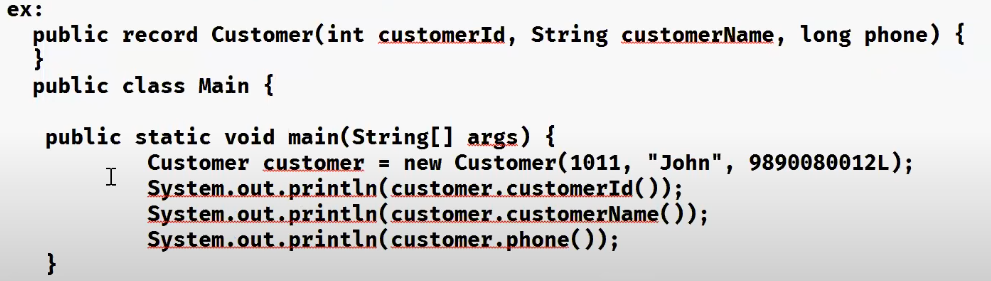 ex:
public record Customer(int customerId, String customerName, long phone) {
}
public class Main {
public static void main(String[] args) {
Customer customer = new Customer(1011, "John", 9890080012L);
System.out.println(customer.customerId());
System.out.println(customer.customerName());
System.out.println(customer.phone());
}